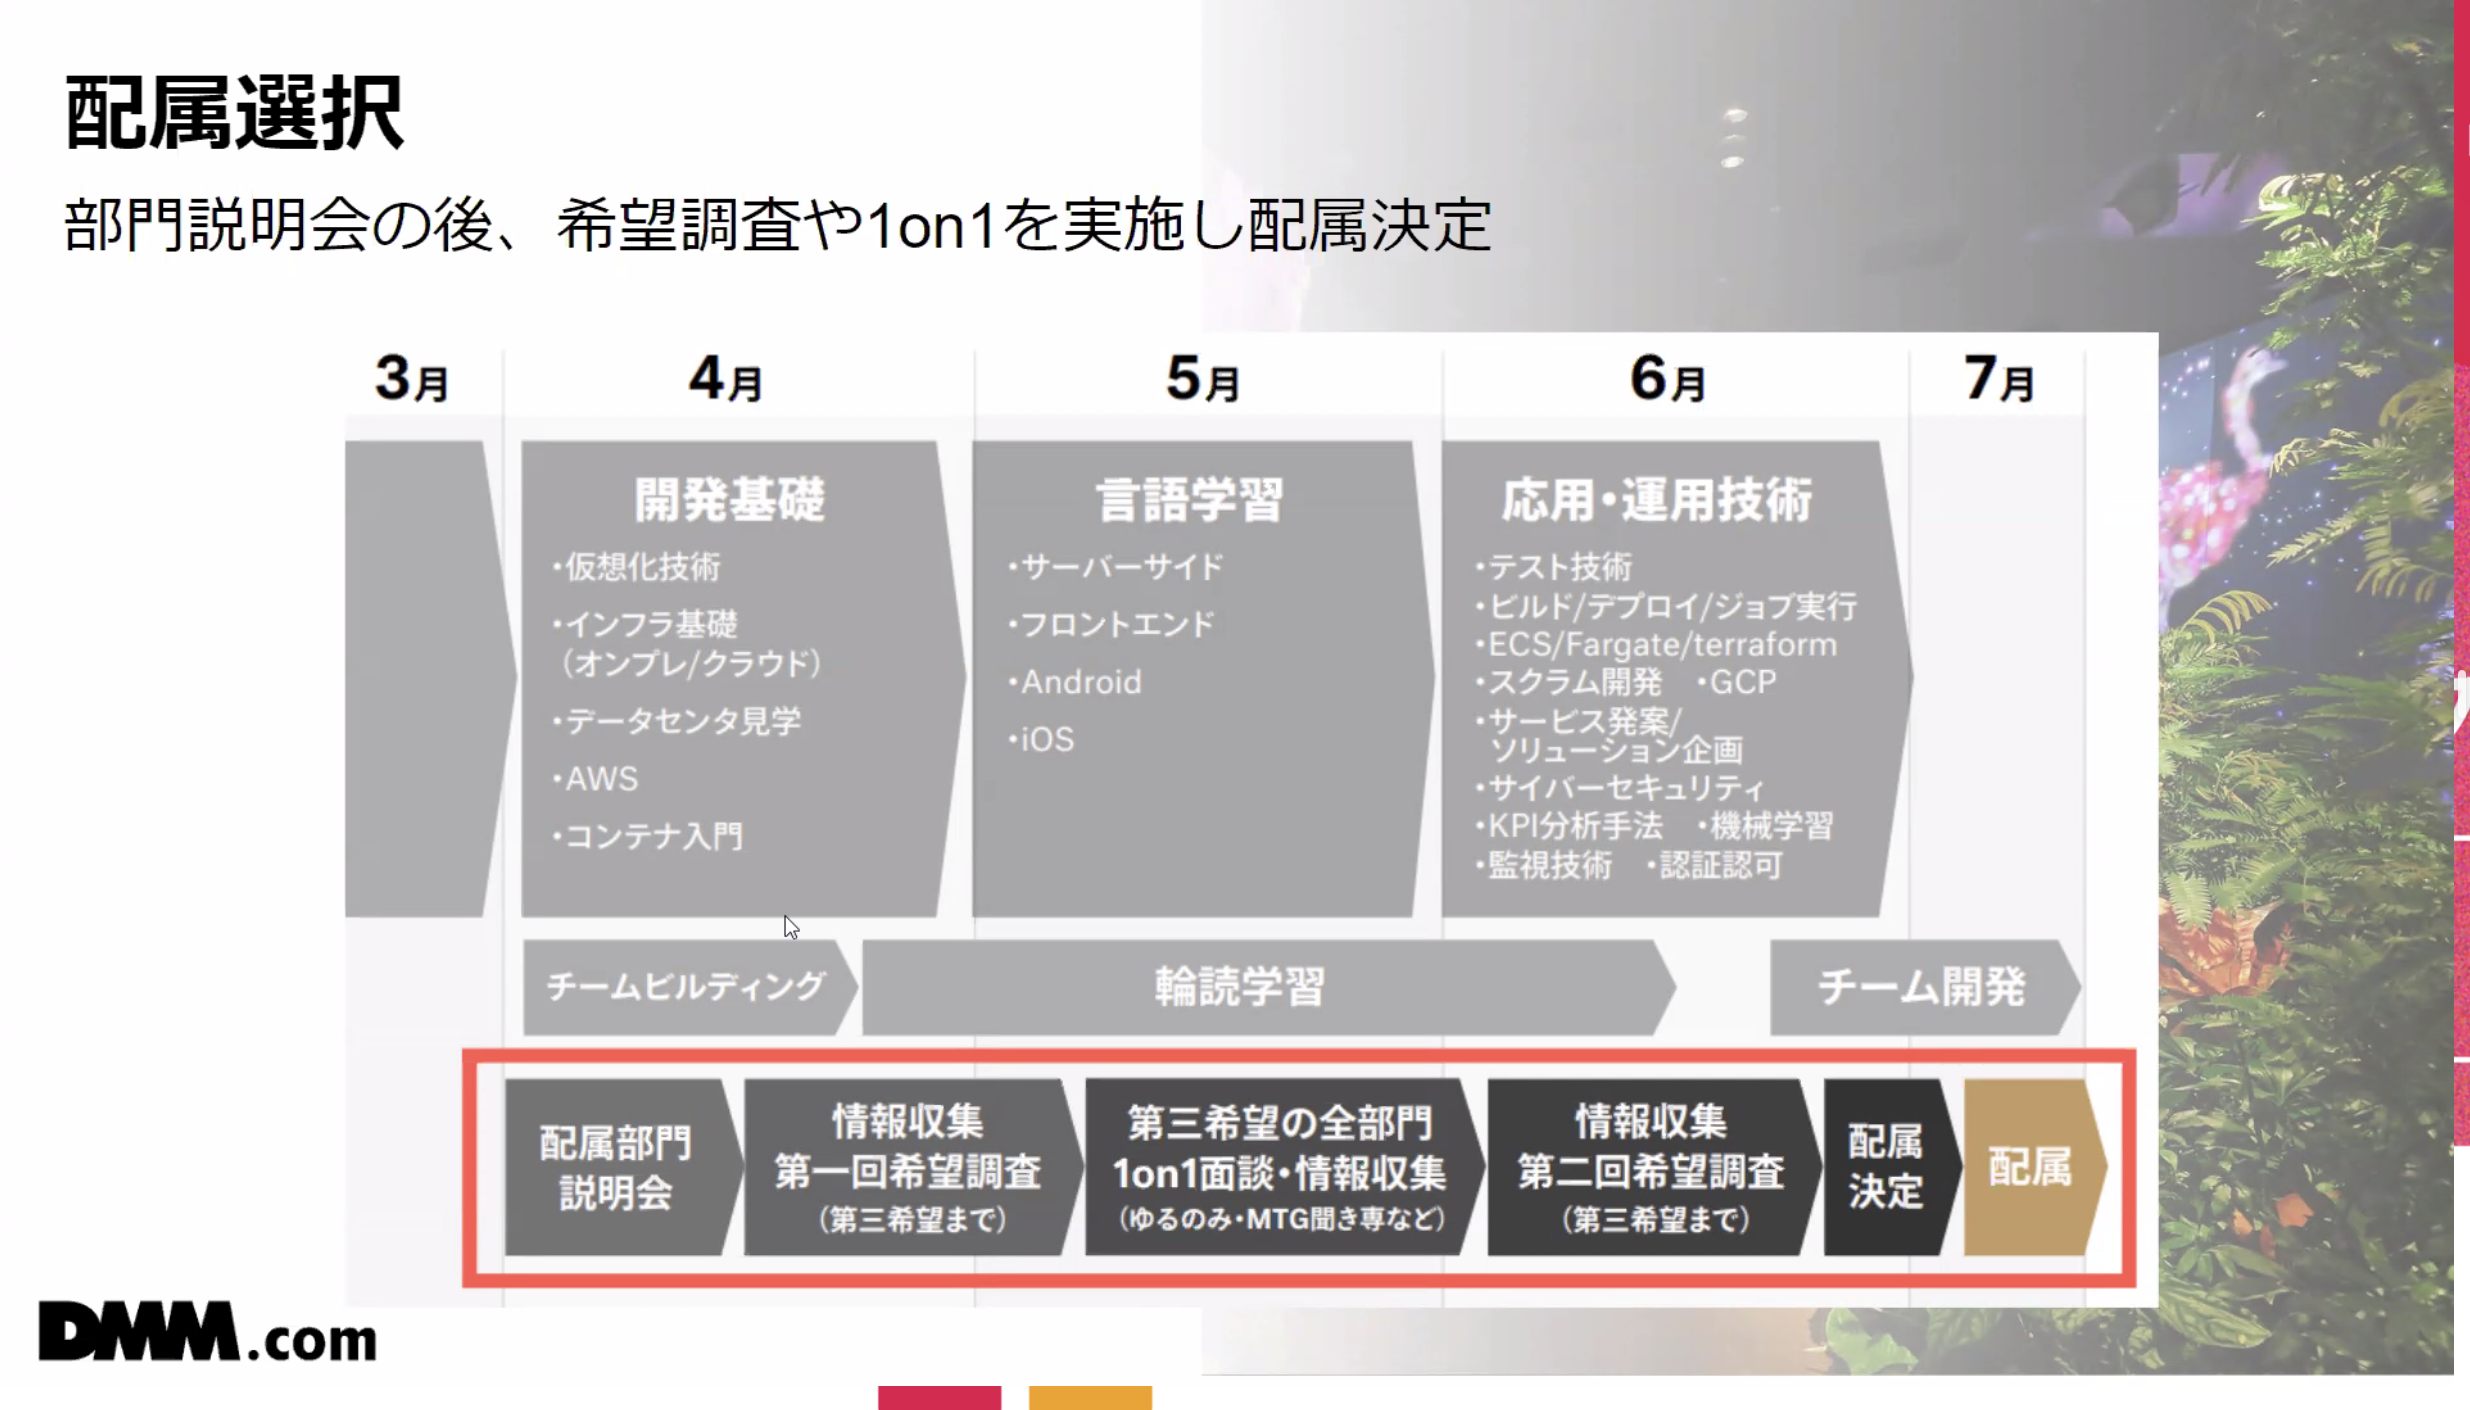 配属選択
部門説明会の後、希望調査や1on1を実施し配属決定
3月
4月
5月
6月
7月
開発基礎
・仮想化技術
・インフラ基礎
（オンプレ/クラウド）
・データセンタ見学
・AWS
・コンテナ入門
言語学習
・サーバーサイド
・フロントエンド
・Android
・iOS
応用・運用技術
・テスト技術
・ビルド/デプロイ/ジョブ実行
・ECS/Fargate/terraform
・スクラム開発 ・GCP
・サービス発案/
ソリューション企画
・サイバーセキュリティ
・KPI分析手法 ・機械学習
・監視技術 ・認証認可
チームビルディング
輪読学習
チーム開発
配属部門
説明会
情報収集
第一回希望調査
（第三希望まで）
第三希望の全部門
1on1面談・情報収集
（ゆるのみ・MTG聞き専など）
情報収集
第二回希望調査
（第三希望まで）
配属
決定
配属
DMM.com